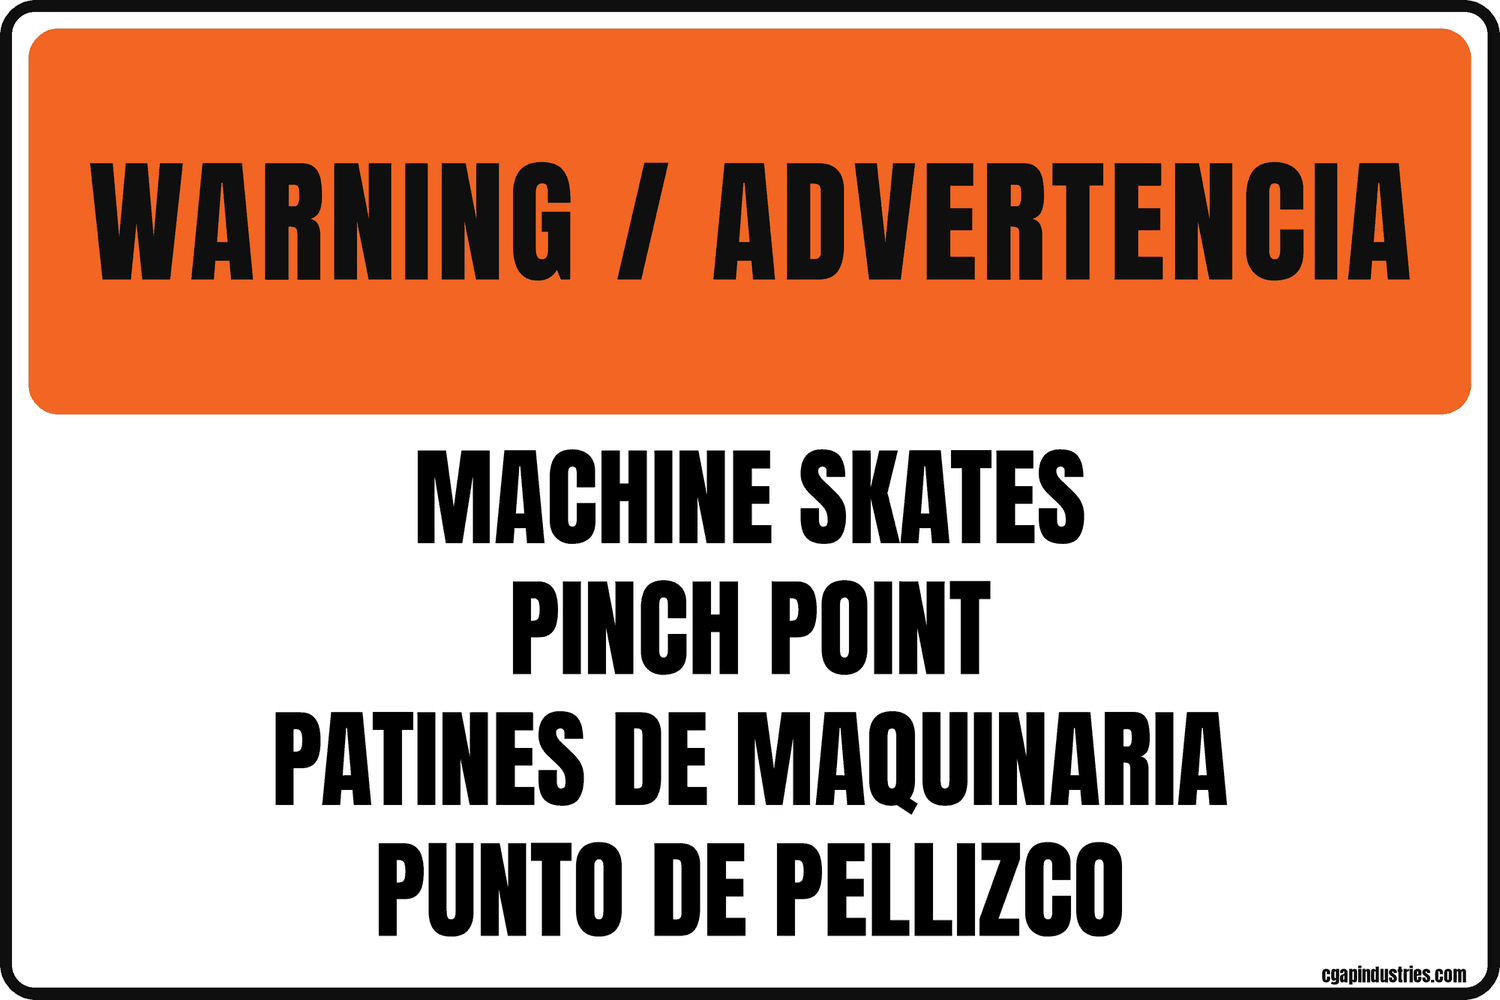 WARNING / ADVERTENCIA
MACHINE SKATES
PINCH POINT
PATINES DE MAQUINARIA
PUNTO DE PELLIZCO
cgapindustries.com